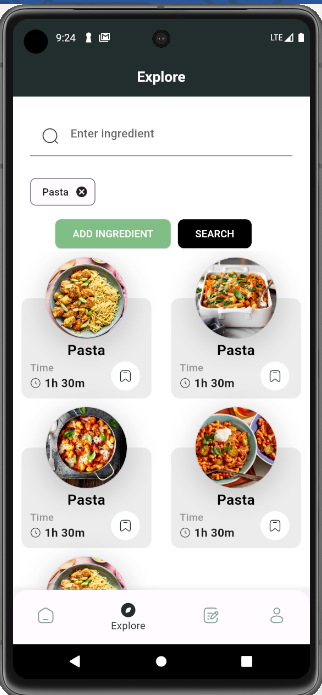 9:24 LTE
Explore
Enter ingredient
Pasta
ADD INGREDIENT SEARCH
Pasta Pasta
Time Time
1h 30m 1h 30m
Pasta Pasta
Time Time
1h 30m 1h 30m
Explore